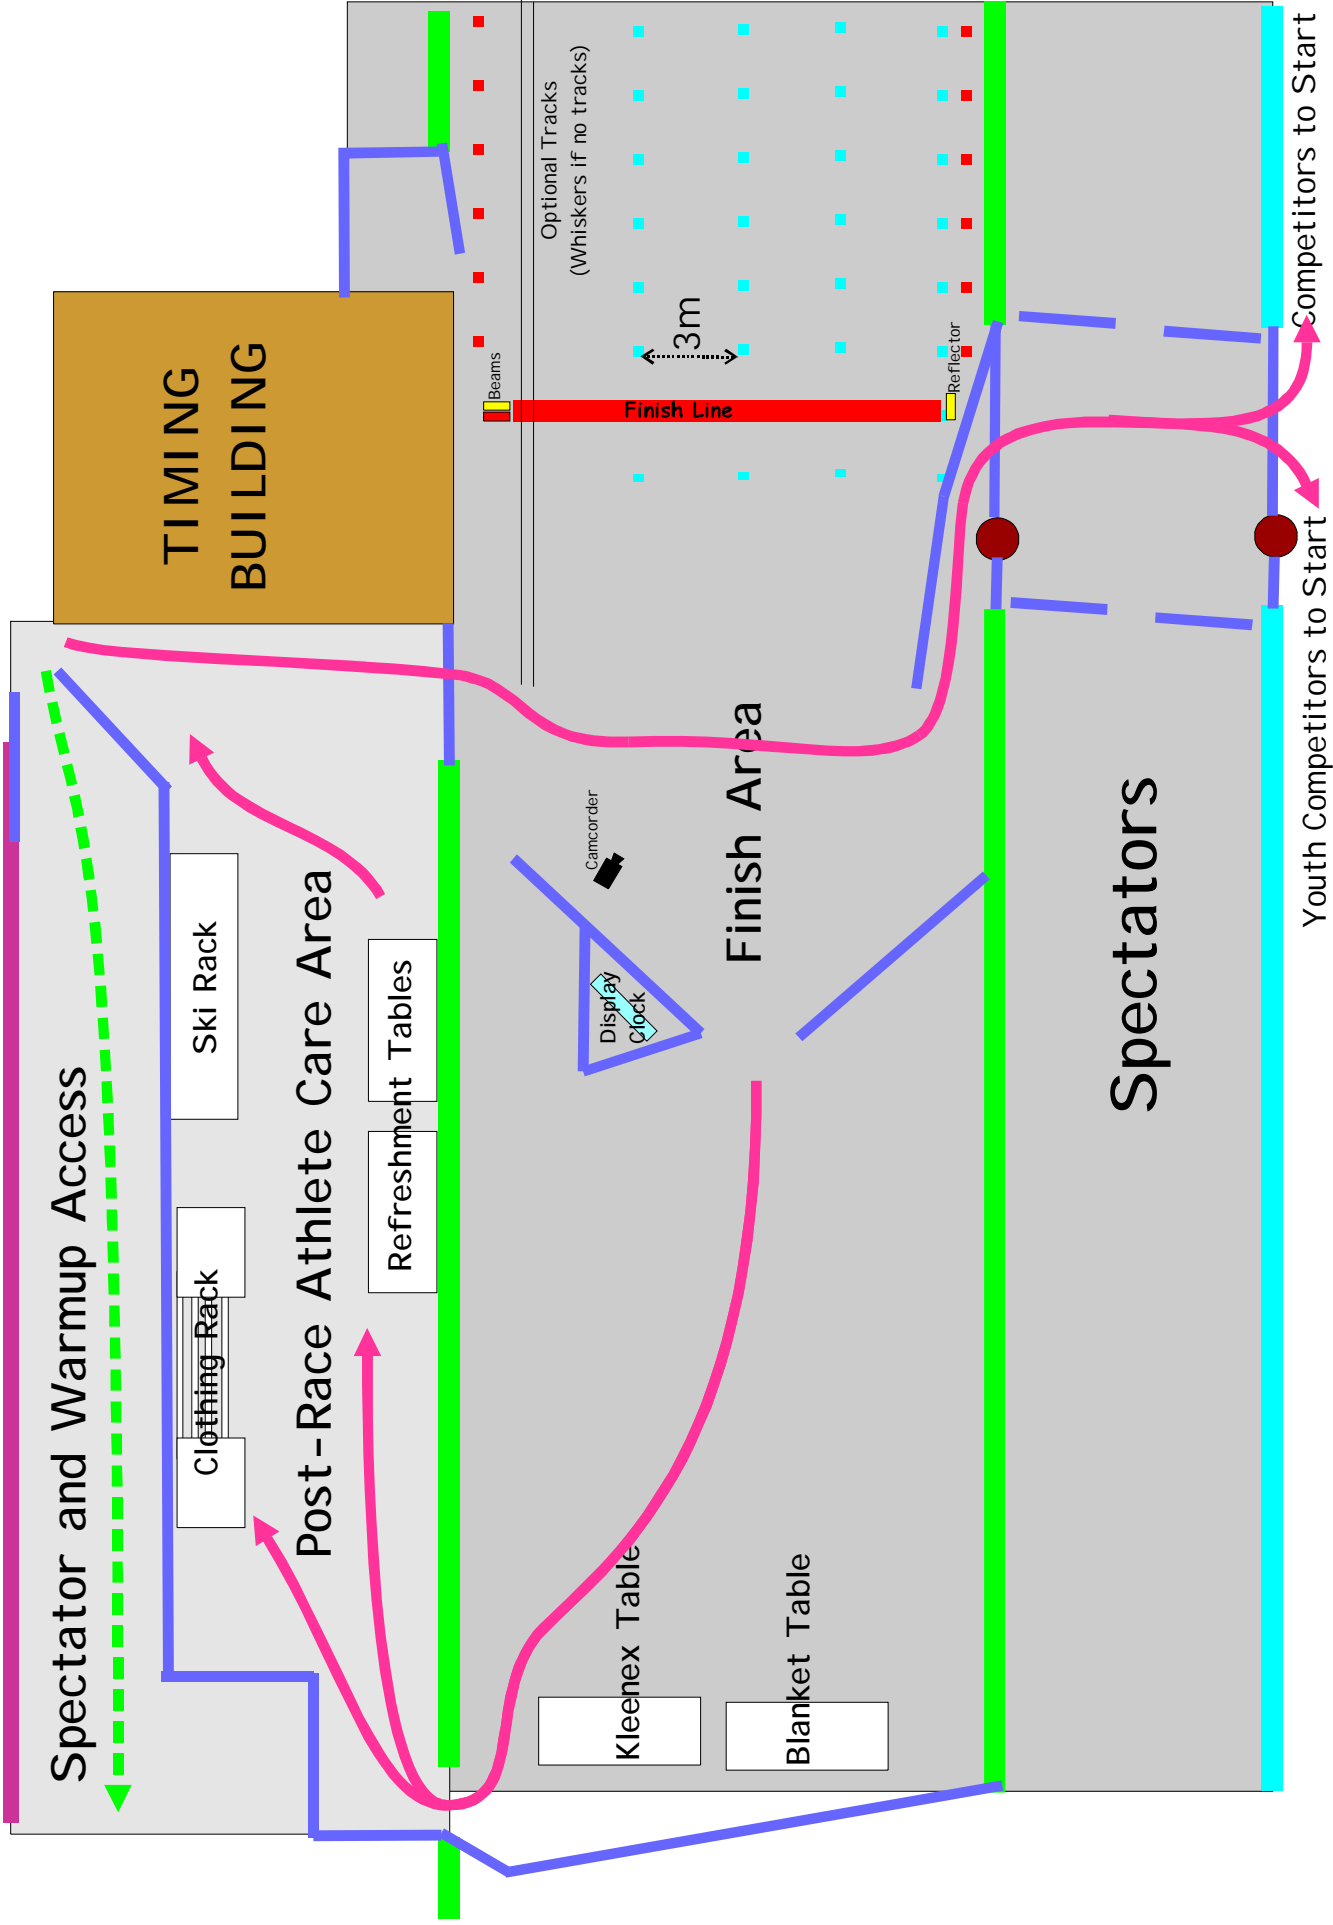 Spectator and Warmup Access
TIMING
BUILDING
Ski Rack
Clothing Rack
Post-Race Athlete Care Area
Refreshment Tables
Beams
Optional Tracks
(Whiskers if no tracks)
3m
Finish Line
Reflector
Camcorder
Display
Clock
Finish Area
Kleenex Table
Blanket Table
Spectators
Competitors to Start
Youth Competitors to Start